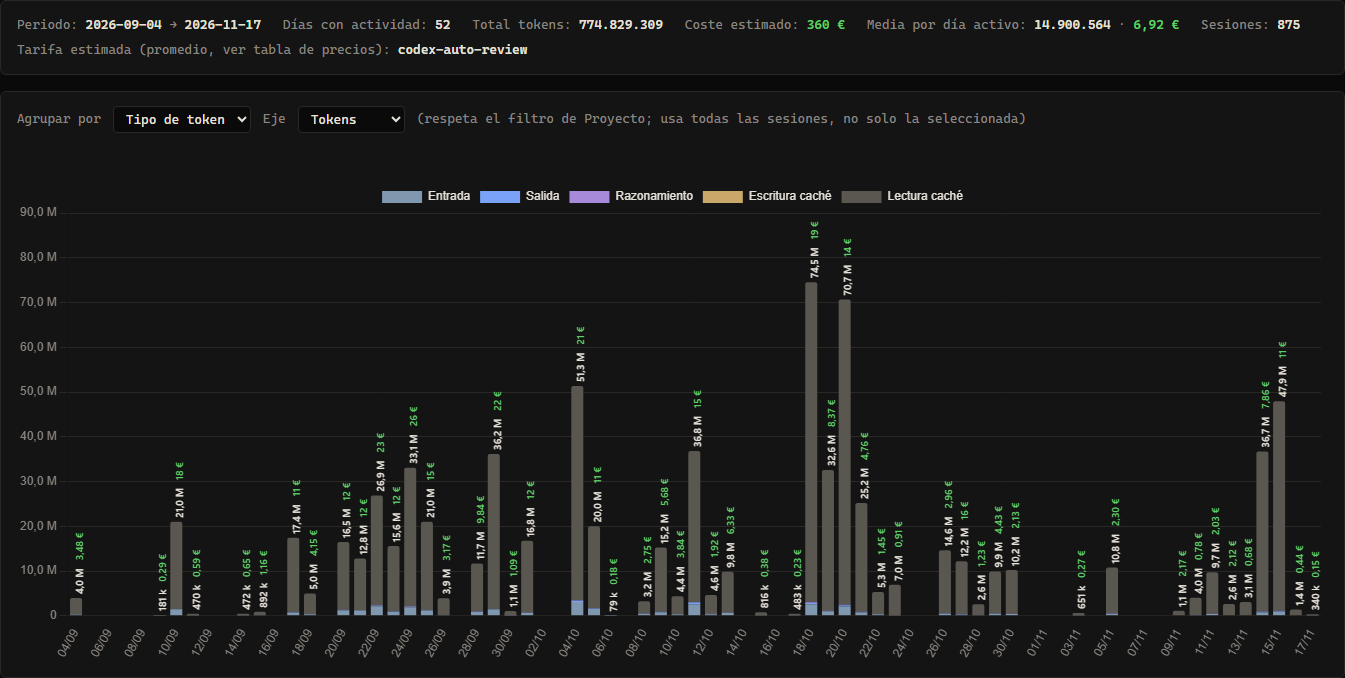 Periodo: 2026-09-04 → 2026-11-17 Días con actividad: 52 Total tokens: 774.829.309 Coste estimado: 360 € Media por día activo: 14.900.564 · 6,92 € Sesiones: 875
Tarifa estimada (promedio, ver tabla de precios): codex-auto-review
Agrupar por Tipo de token Eje Tokens (respeta el filtro de Proyecto; usa todas las sesiones, no solo la seleccionada)
Entrada Salida Razonamiento Escritura caché Lectura caché
90,0 M
80,0 M
70,0 M
60,0 M
50,0 M
40,0 M
30,0 M
20,0 M
10,0 M
0
4,0 M 3,48 €
181 k 0,29 €
21,0 M 18 €
470 k 0,59 €
472 k 0,65 €
892 k 1,16 €
17,4 M 11 €
5,0 M 4,15 €
16,5 M 12 €
12,8 M 12 €
26,9 M 23 €
15,6 M 12 €
33,1 M 26 €
21,0 M 15 €
3,9 M 3,17 €
11,7 M 9,84 €
36,2 M 22 €
1,1 M 1,09 €
16,8 M 12 €
51,3 M 21 €
20,0 M 11 €
79 k 0,18 €
3,2 M 2,75 €
15,2 M 5,68 €
4,4 M 3,84 €
36,8 M 15 €
4,6 M 1,92 €
9,8 M 6,33 €
816 k 0,38 €
483 k 0,23 €
74,5 M 19 €
32,6 M 8,37 €
70,7 M 14 €
25,2 M 4,76 €
5,3 M 1,45 €
7,0 M 0,91 €
14,6 M 2,96 €
12,2 M 16 €
2,6 M 1,23 €
9,9 M 4,43 €
10,2 M 2,13 €
651 k 0,27 €
10,8 M 2,30 €
1,1 M 2,17 €
4,0 M 0,78 €
9,7 M 2,03 €
2,6 M 2,12 €
3,1 M 0,68 €
36,7 M 7,86 €
47,9 M 11 €
1,4 M 0,44 €
340 k 0,15 €
04/09 06/09 08/09 10/09 12/09 14/09 16/09 18/09 20/09 22/09 24/09 26/09 28/09 30/09 02/10 04/10 06/10 08/10 10/10 12/10 14/10 16/10 18/10 20/10 22/10 24/10 26/10 28/10 30/10 01/11 03/11 05/11 07/11 09/11 11/11 13/11 15/11 17/11